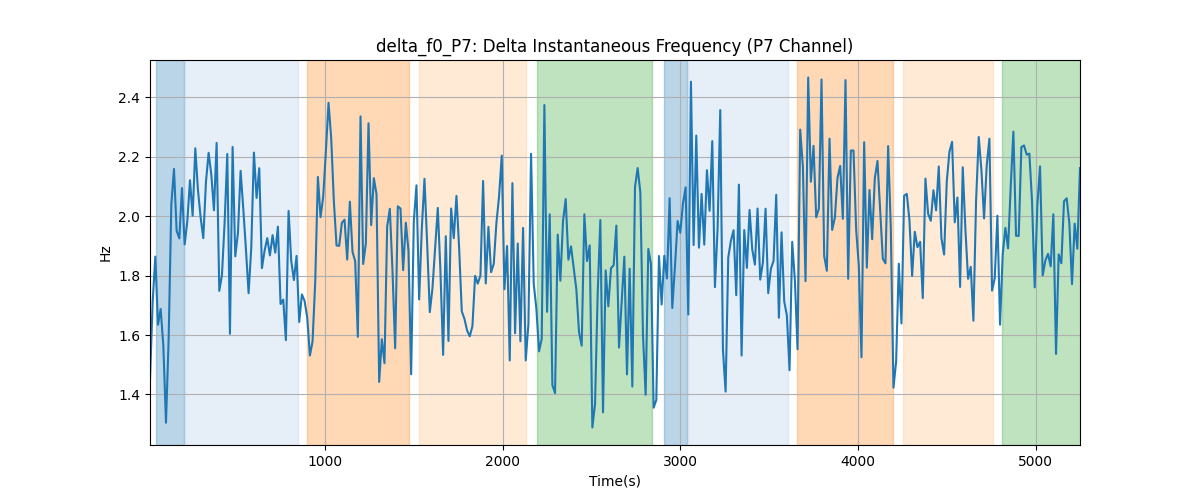 delta_f0_P7: Delta Instantaneous Frequency (P7 Channel)
2.4
2.2
2.0
1.8
1.6
1.4
Hz
1000 2000 3000 4000 5000
Time(s)